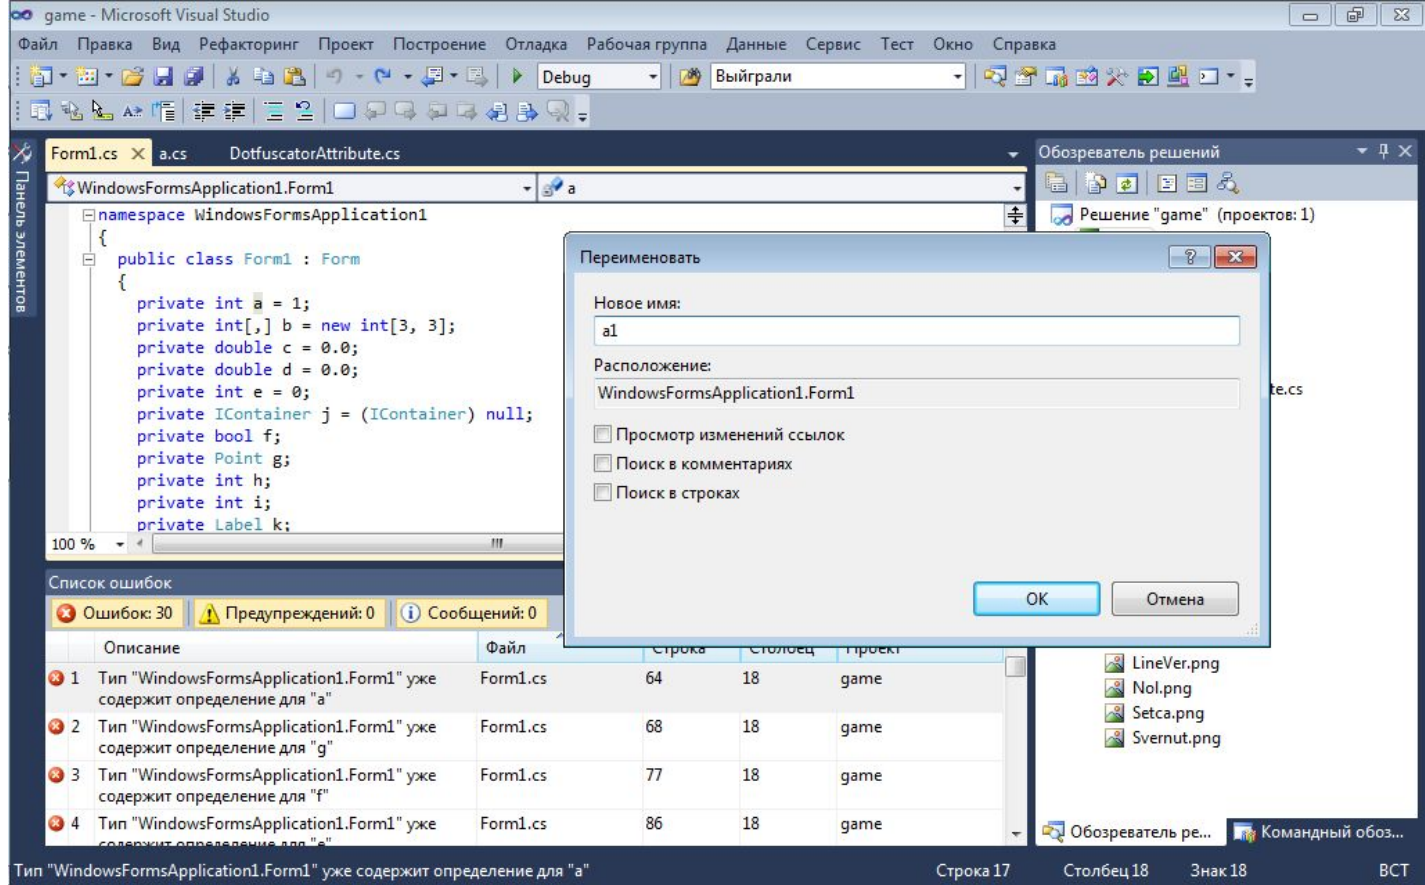 game - Microsoft Visual Studio
Файл Правка Вид Рефакторинг Проект Построение Отладка Рабочая группа Данные Сервис Тест Окно Справка
Debug Выйграли
Form1.cs a.cs DotfuscatorAttribute.cs
Обозреватель решений
Панель элементов
WindowsFormsApplication1.Form1 a
Решение "game" (проектов: 1)
namespace WindowsFormsApplication1
{
public class Form1 : Form
{
private int a = 1;
private int[,] b = new int[3, 3];
private double c = 0.0;
private double d = 0.0;
private int e = 0;
private IContainer j = (IContainer) null;
private bool f;
private Point g;
private int h;
private int i;
private Label k;
100 %
Переименовать
Новое имя:
a1
Расположение:
WindowsFormsApplication1.Form1
Просмотр изменений ссылок
Поиск в комментариях
Поиск в строках
OK Отмена
te.cs
Список ошибок
Ошибок: 30 Предупреждений: 0 Сообщений: 0
Описание Файл Строка Столбец Проект
1 Тип "WindowsFormsApplication1.Form1" уже Form1.cs 64 18 game
содержит определение для "a"
2 Тип "WindowsFormsApplication1.Form1" уже Form1.cs 68 18 game
содержит определение для "g"
3 Тип "WindowsFormsApplication1.Form1" уже Form1.cs 77 18 game
содержит определение для "f"
4 Тип "WindowsFormsApplication1.Form1" уже Form1.cs 86 18 game
содержит определение для "e"
LineVer.png
Nol.png
Setca.png
Svernut.png
Обозреватель ре... Командный обоз...
Тип "WindowsFormsApplication1.Form1" уже содержит определение для "a" Строка 17 Столбец 18 Знак 18 ВСТ